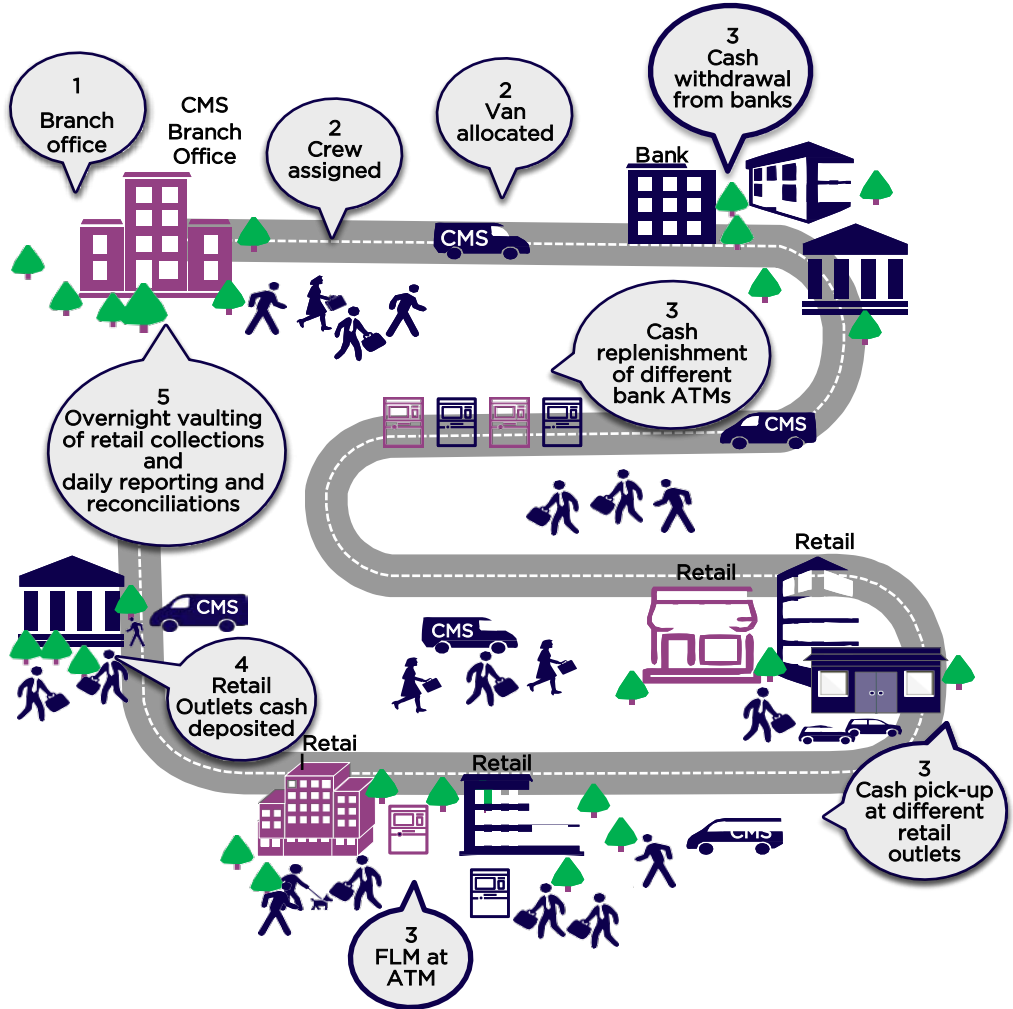 1
Branch
office
CMS
Branch
Office
2
Crew
assigned
2
Van
allocated
3
Cash
withdrawal
from banks
Bank
CMS
3
Cash
replenishment
of different
bank ATMs
CMS
5
Overnight vaulting
of retail collections
and
daily reporting and
reconciliations
Retail
Retail
CMS
CMS
4
Retail
Outlets cash
deposited
Retai
Retail
3
Cash pick-up
at different
retail
outlets
CMS
3
FLM at
ATM